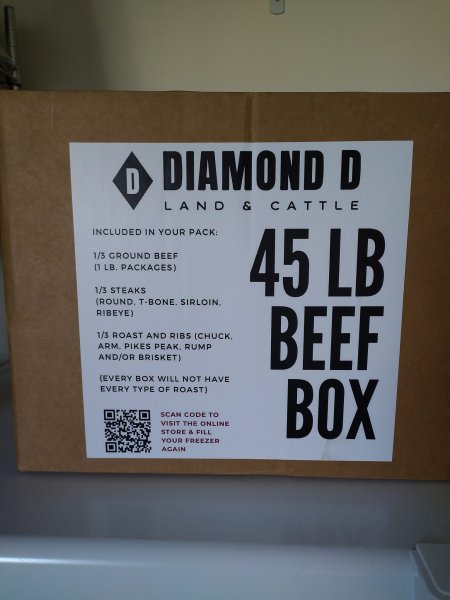 D
DIAMOND D
LAND & CATTLE
INCLUDED IN YOUR PACK:
1/3 GROUND BEEF
(1 LB. PACKAGES)
1/3 STEAKS
(ROUND, T-BONE, SIRLOIN,
RIBEYE)
1/3 ROAST AND RIBS (CHUCK,
ARM, PIKES PEAK, RUMP
AND/OR BRISKET)
(EVERY BOX WILL NOT HAVE
EVERY TYPE OF ROAST)
45 LB
BEEF
BOX
SCAN CODE TO
VISIT THE ONLINE
STORE & FILL
YOUR FREEZER
AGAIN